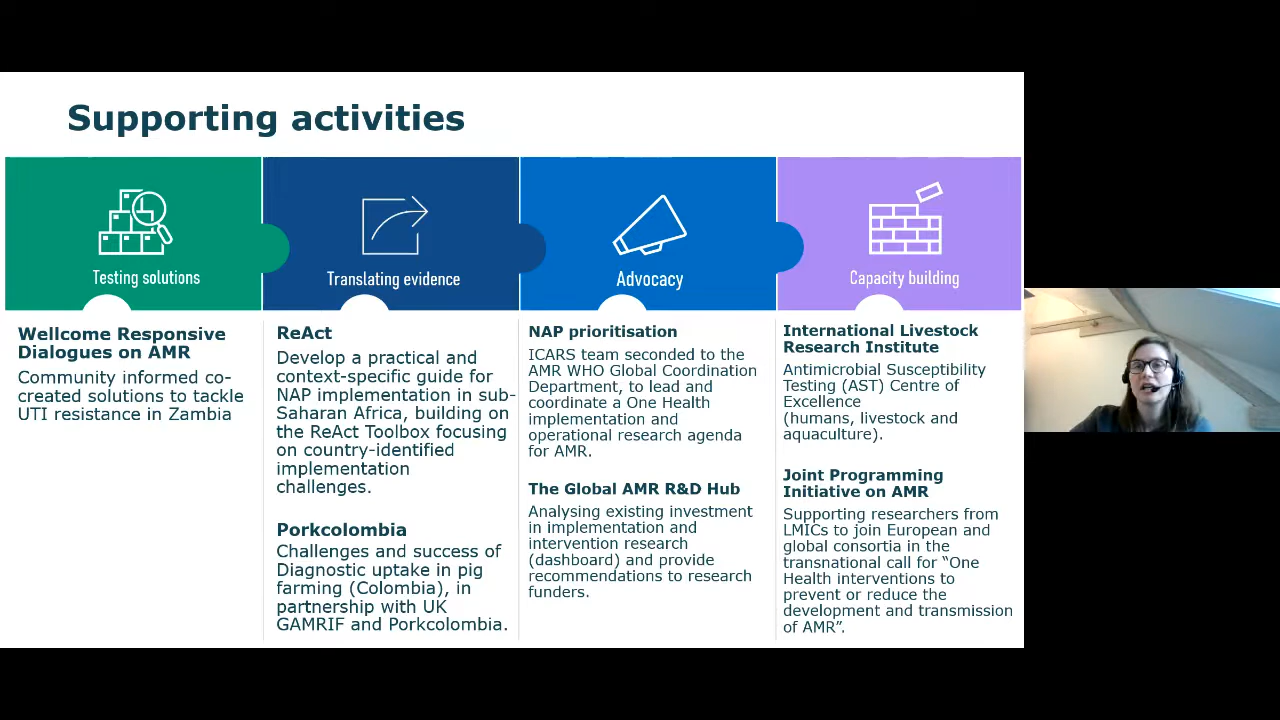 Supporting activities
Testing solutions
Translating evidence
Advocacy
Capacity building
Wellcome Responsive
Dialogues on AMR
Community informed co-
created solutions to tackle
UTI resistance in Zambia
ReAct
Develop a practical and
context-specific guide for
NAP implementation in sub-
Saharan Africa, building on
the ReAct Toolbox focusing
on country-identified
implementation
challenges.
Porkcolombia
Challenges and success of
Diagnostic uptake in pig
farming (Colombia), in
partnership with UK
GAMRIF and Porkcolombia.
NAP prioritisation
ICARS team seconded to the
AMR WHO Global Coordination
Department, to lead and
coordinate a One Health
implementation and
operational research agenda
for AMR.
The Global AMR R&D Hub
Analysing existing investment
in implementation and
intervention research
(dashboard) and provide
recommendations to research
funders.
International Livestock
Research Institute
Antimicrobial Susceptibility
Testing (AST) Centre of
Excellence
(humans, livestock and
aquaculture).
Joint Programming
Initiative on AMR
Supporting researchers from
LMICs to join European and
global consortia in the
transnational call for “One
Health interventions to
prevent or reduce the
development and transmission
of AMR”.